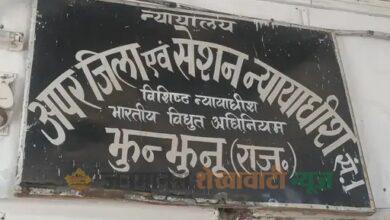 न्यायालय
अपर जिला एवं सेशन न्यायाधीश सं.1
विशिष्ठ न्यायाधीश
भारतीय विधुत अधिनियम
झुन्झुनू (राज.)
शेखावाटी न्यूज़